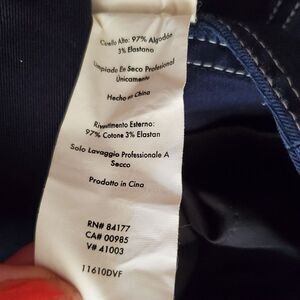 Cuello Alto: 97% Algodón
3% Elastano
Limpiado En Seco Profesional
Únicamente
Hecho en China
Rivestimento Esterno:
97% Cotone 3% Elastan
Solo Lavaggio Professionale A
Secco
Prodotto in Cina
RN# 84177
CA# 00985
V# 41003
11610DVF